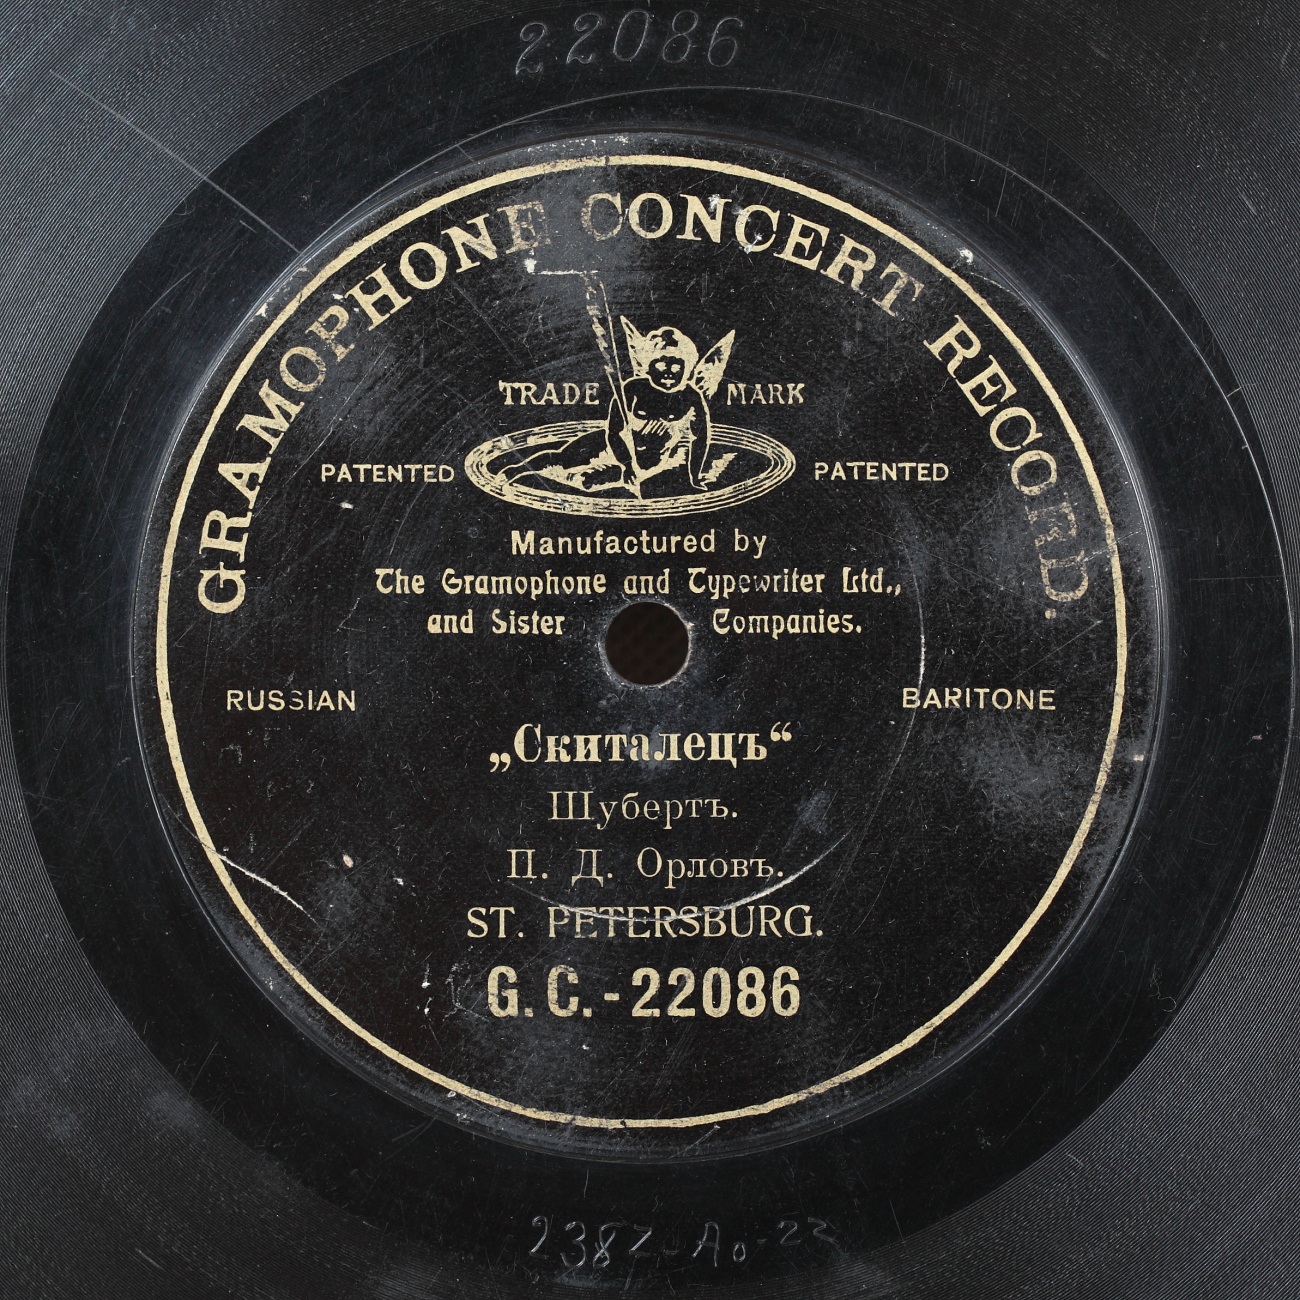 22086
GRAMOPHONE CONCERT RECORD.
TRADE MARK
PATENTED PATENTED
Manufactured by
The Gramophone and Typewriter Ltd.,
and Sister Companies.
RUSSIAN BARITONE
„Скиталецъ“
Шубертъ.
П. Д. Орловъ.
ST. PETERSBURG.
G.C.-22086